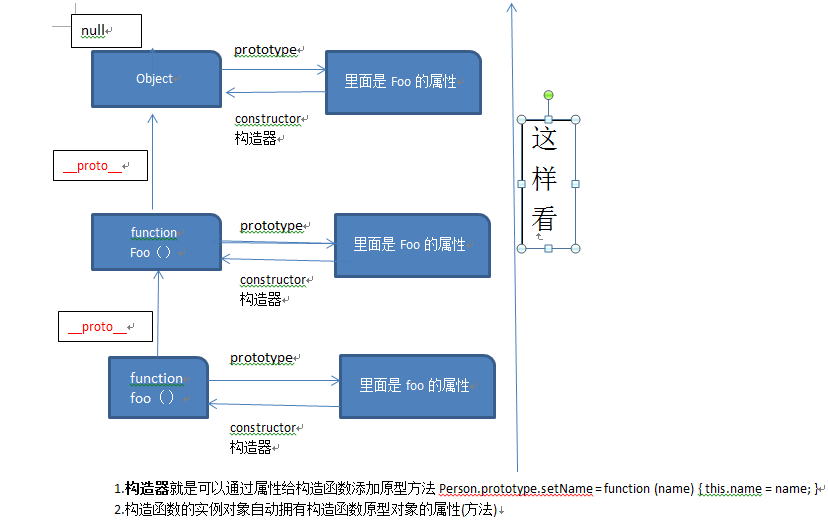 null
Object
prototype
里面是 Foo 的属性
constructor
构造器
__proto__
function
Foo（）
prototype
里面是 Foo 的属性
constructor
构造器
__proto__
function
foo（）
prototype
里面是 foo 的属性
constructor
构造器
这
样
看
1.构造器就是可以通过属性给构造函数添加原型方法 Person.prototype.setName = function (name) { this.name = name; }
2.构造函数的实例对象自动拥有构造函数原型对象的属性(方法)